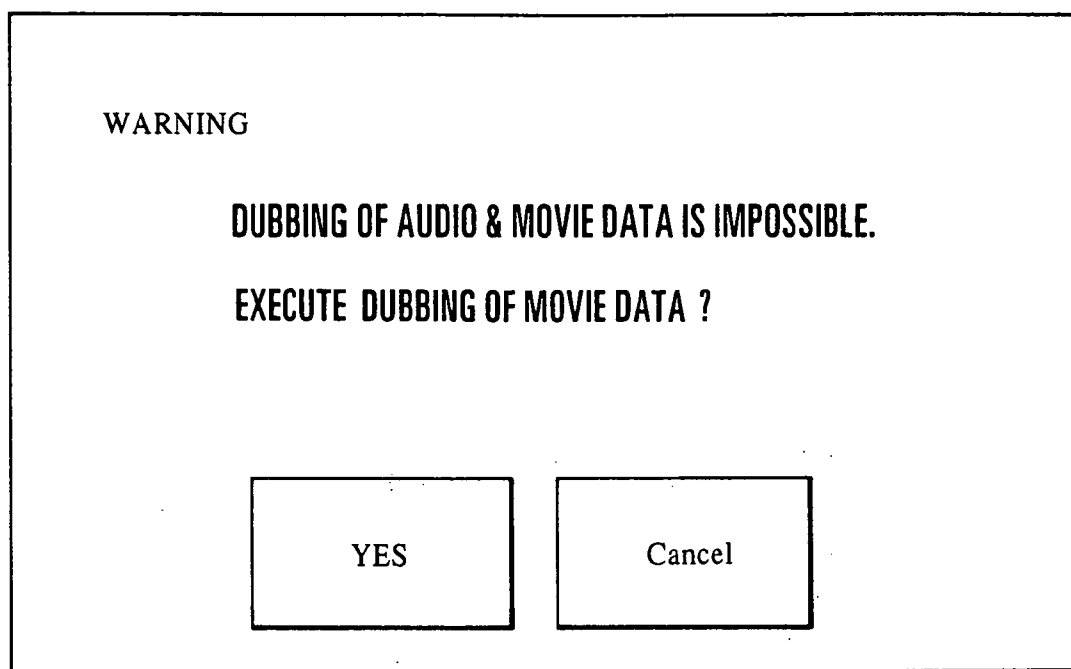 WARNING
DUBBING OF AUDIO & MOVIE DATA IS IMPOSSIBLE.
EXECUTE DUBBING OF MOVIE DATA ?
YES
Cancel